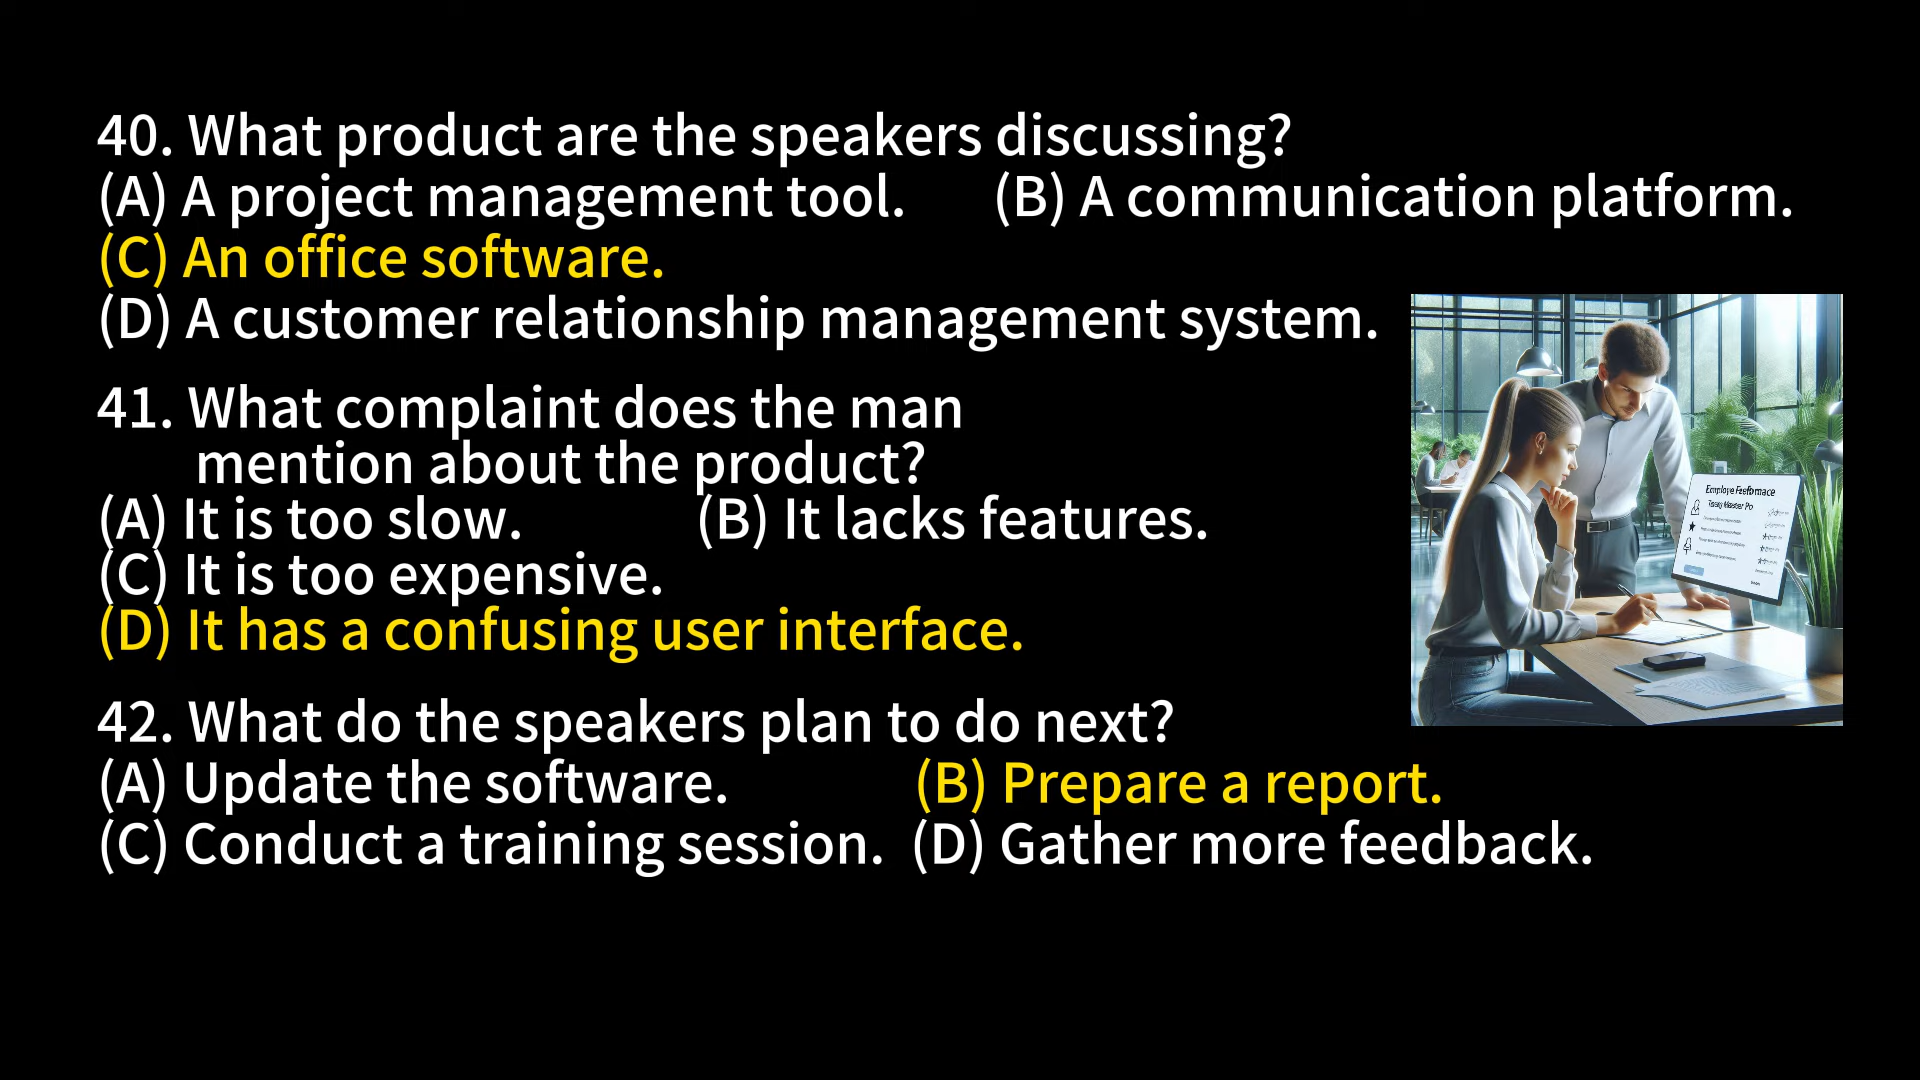 40. What product are the speakers discussing?
(A) A project management tool. (B) A communication platform.
(C) An office software.
(D) A customer relationship management system.
41. What complaint does the man
mention about the product?
(A) It is too slow. (B) It lacks features.
(C) It is too expensive.
(D) It has a confusing user interface.
42. What do the speakers plan to do next?
(A) Update the software. (B) Prepare a report.
(C) Conduct a training session. (D) Gather more feedback.